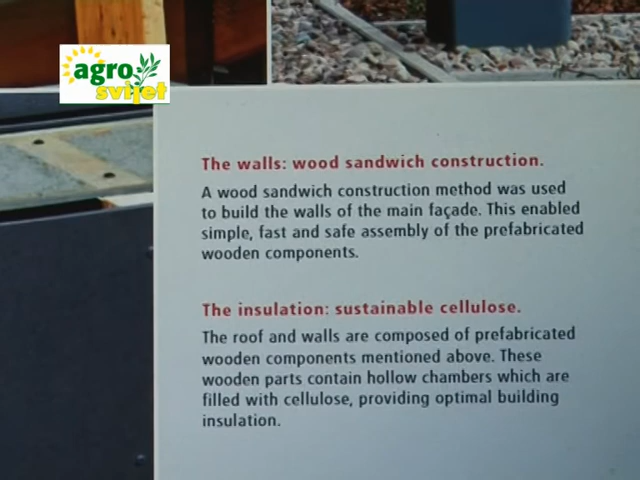 agro
svijet
The walls: wood sandwich construction.
A wood sandwich construction method was used
to build the walls of the main façade. This enabled
simple, fast and safe assembly of the prefabricated
wooden components.
The insulation: sustainable cellulose.
The roof and walls are composed of prefabricated
wooden components mentioned above. These
wooden parts contain hollow chambers which are
filled with cellulose, providing optimal building
insulation.